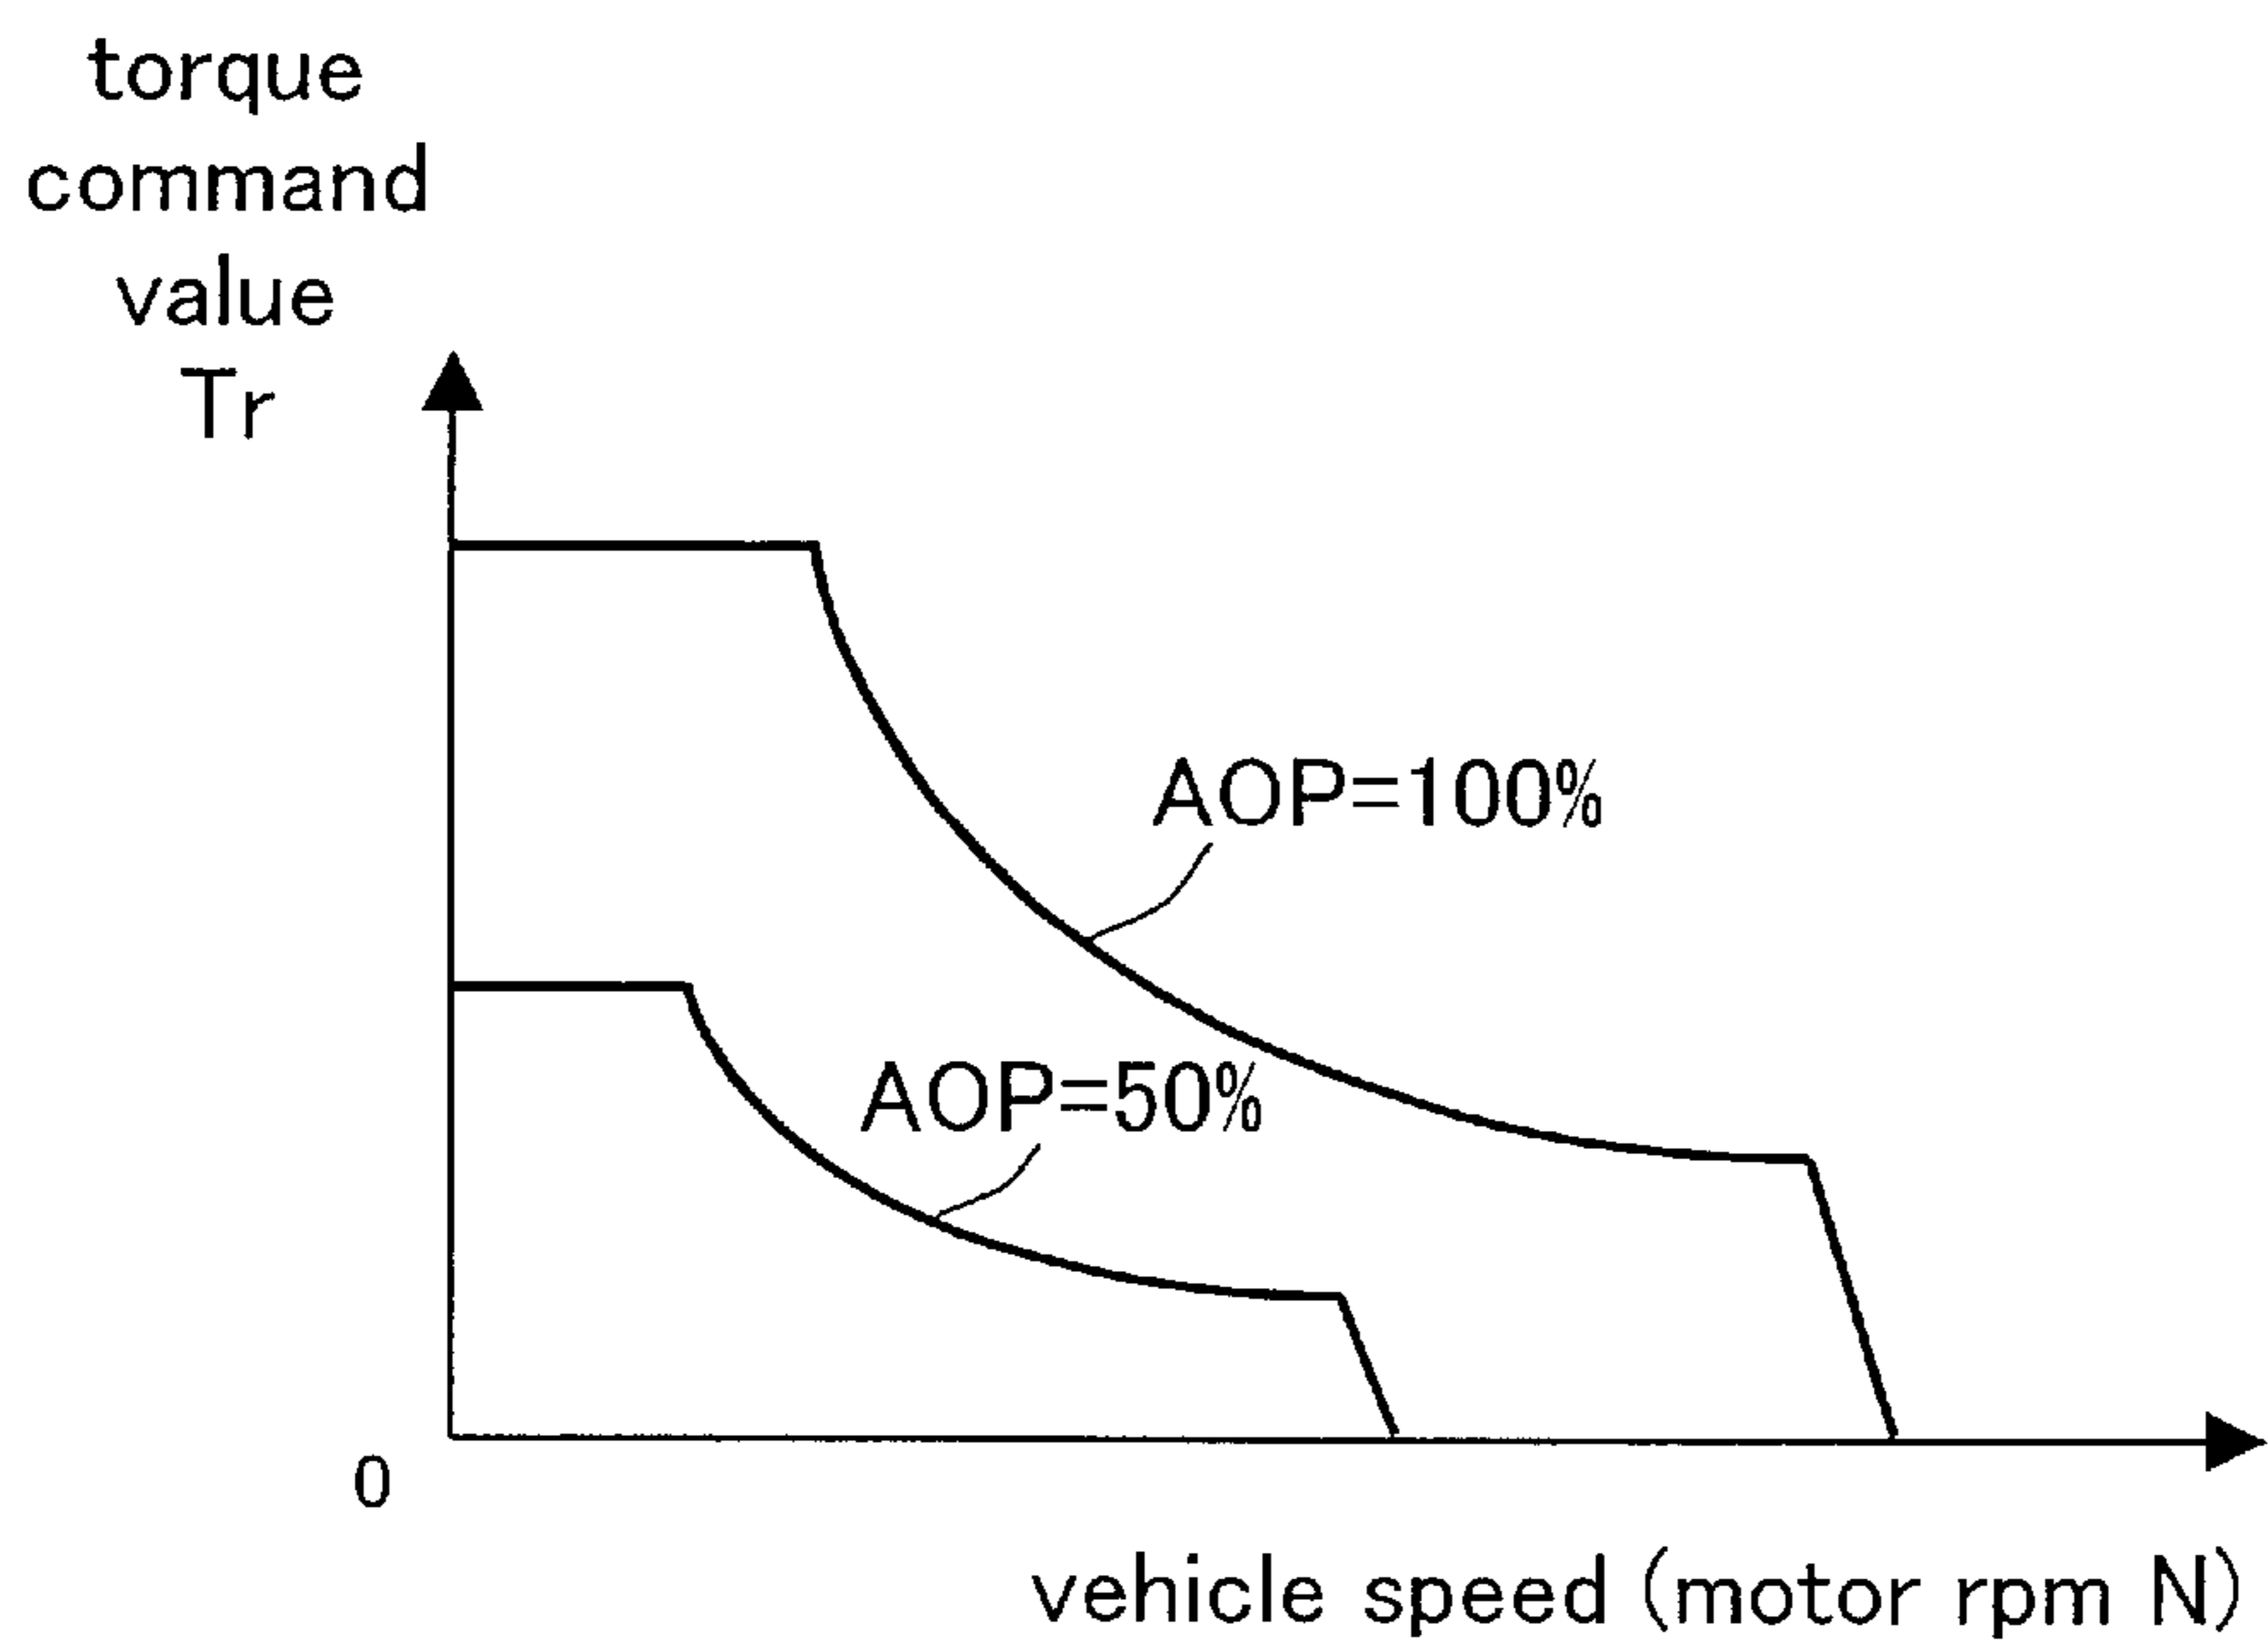 torque
command
value
Tr
AOP=100%
AOP=50%
0
vehicle speed (motor rpm N)